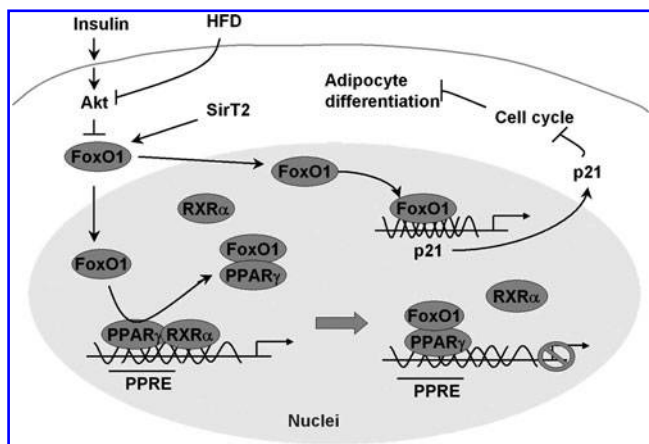 Insulin
HFD
Akt
SirT2
Adipocyte
differentiation
Cell cycle
p21
FoxO1
FoxO1
FoxO1
p21
RXRα
FoxO1
PPARγ
FoxO1
PPARγ RXRα
PPRE
RXRα
FoxO1
PPARγ
PPRE
Nuclei